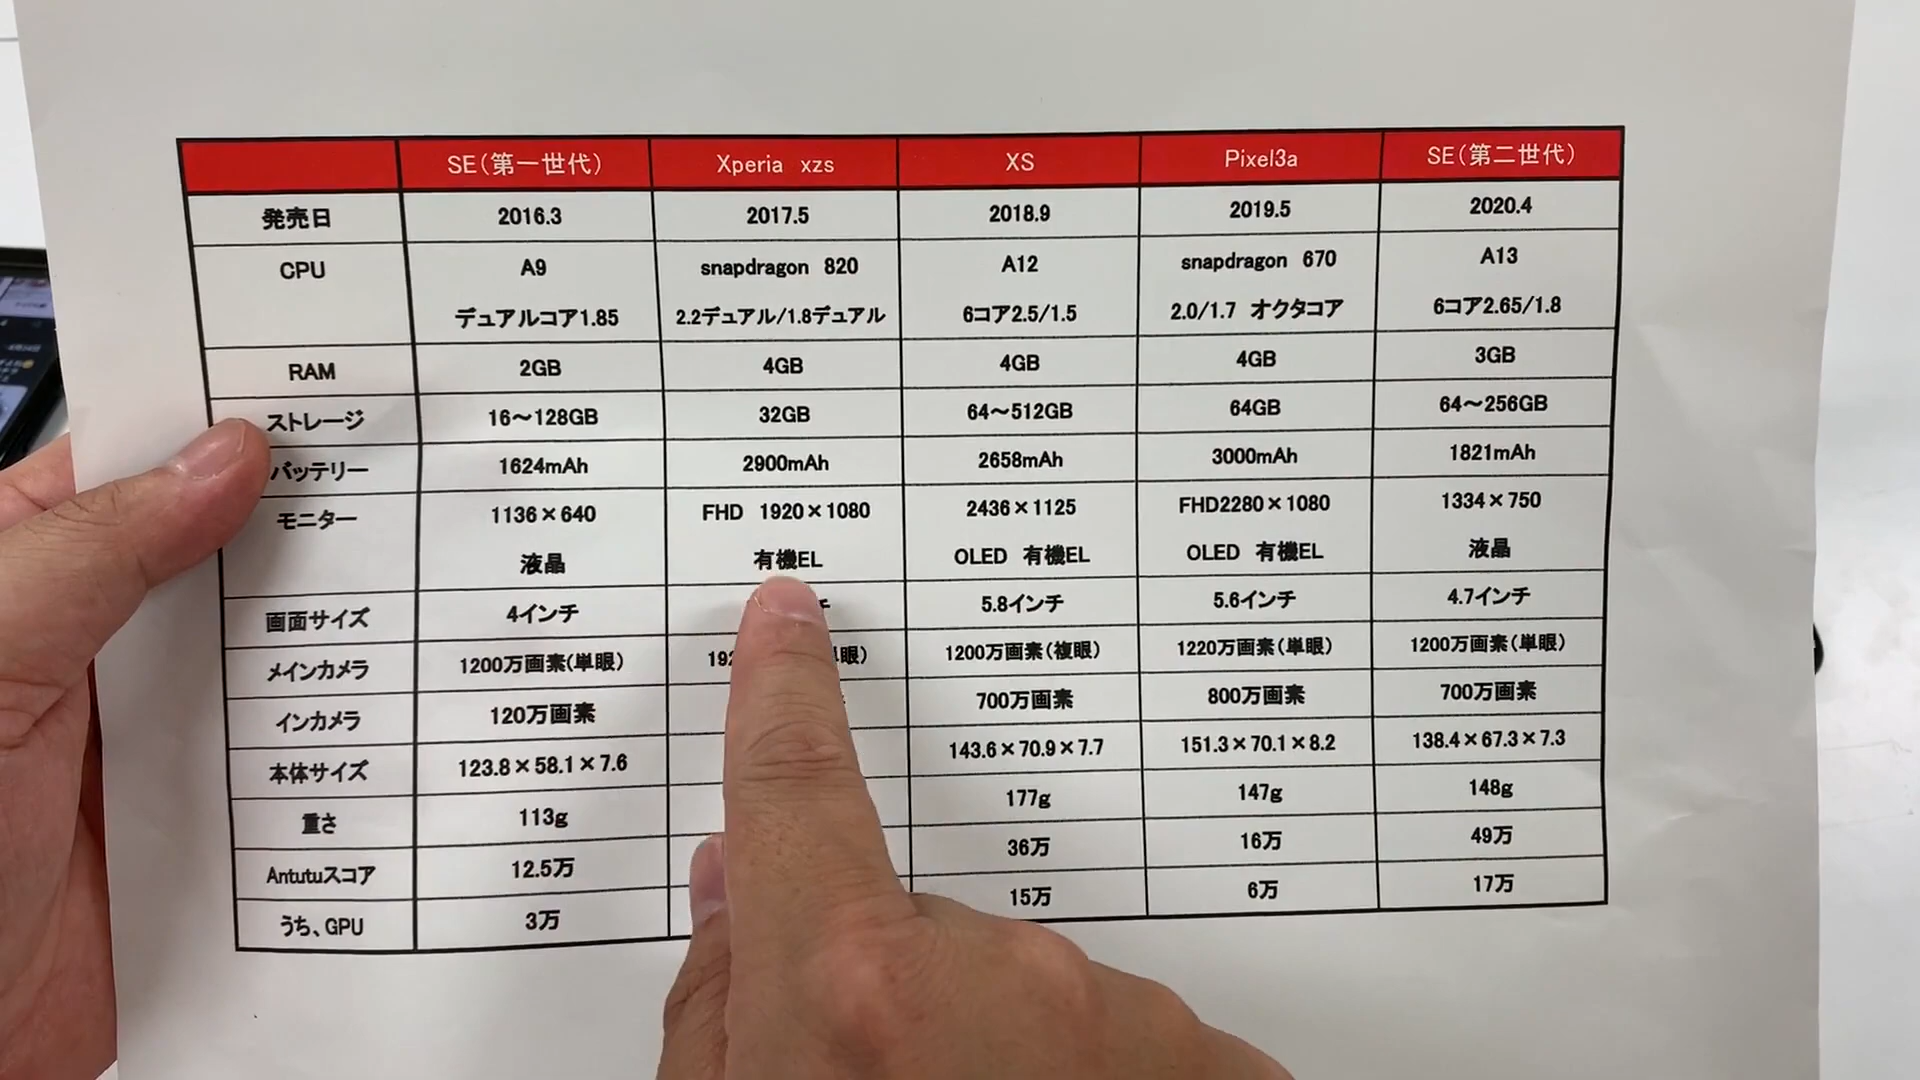 SE（第一世代） Xperia xzs XS Pixel3a SE（第二世代）
発売日 2016.3 2017.5 2018.9 2019.5 2020.4
CPU A9 snapdragon 820 A12 snapdragon 670 A13
デュアルコア1.85 2.2デュアル/1.8デュアル 6コア2.5/1.5 2.0/1.7 オクタコア 6コア2.65/1.8
RAM 2GB 4GB 4GB 4GB 3GB
ストレージ 16～128GB 32GB 64～512GB 64GB 64～256GB
バッテリー 1624mAh 2900mAh 2658mAh 3000mAh 1821mAh
モニター 1136×640 FHD 1920×1080 2436×1125 FHD2280×1080 1334×750
液晶 有機EL OLED 有機EL OLED 有機EL 液晶
画面サイズ 4インチ 5.8インチ 5.6インチ 4.7インチ
メインカメラ 1200万画素（単眼） 1200万画素（複眼） 1220万画素（単眼） 1200万画素（単眼）
インカメラ 120万画素 700万画素 800万画素 700万画素
本体サイズ 123.8×58.1×7.6 143.6×70.9×7.7 151.3×70.1×8.2 138.4×67.3×7.3
重さ 113g 177g 147g 148g
Antutuスコア 12.5万 36万 16万 49万
うち、GPU 3万 15万 6万 17万